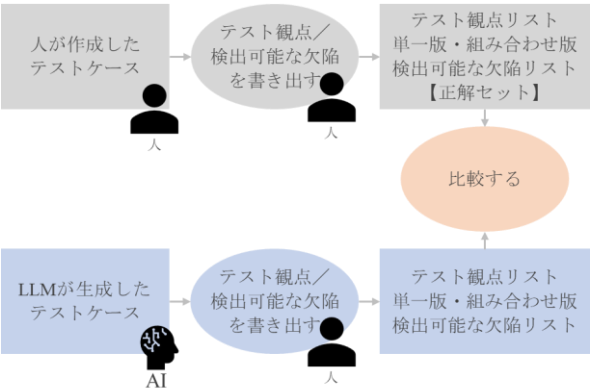 人が作成した
テストケース
人
テスト観点／
検出可能な欠陥
を書き出す
人
テスト観点リスト
単一版・組み合わせ版
検出可能な欠陥リスト
【正解セット】
比較する
LLMが生成した
テストケース
AI
テスト観点／
検出可能な欠陥
を書き出す
人
テスト観点リスト
単一版・組み合わせ版
検出可能な欠陥リスト